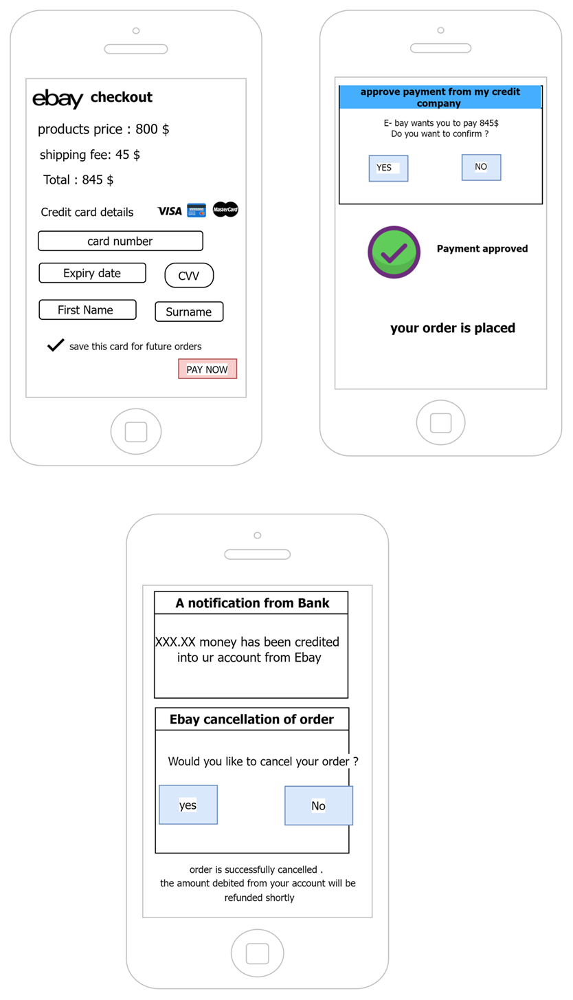 ebay checkout
products price : 800 $
shipping fee: 45 $
Total : 845 $
Credit card details VISA MasterCard
card number
Expiry date CVV
First Name Surname
save this card for future orders
PAY NOW
approve payment from my credit
company
E- bay wants you to pay 845$
Do you want to confirm ?
YES NO
Payment approved
your order is placed
A notification from Bank
XXX.XX money has been credited
into ur account from Ebay
Ebay cancellation of order
Would you like to cancel your order ?
yes No
order is successfully cancelled .
the amount debited from your account will be
refunded shortly